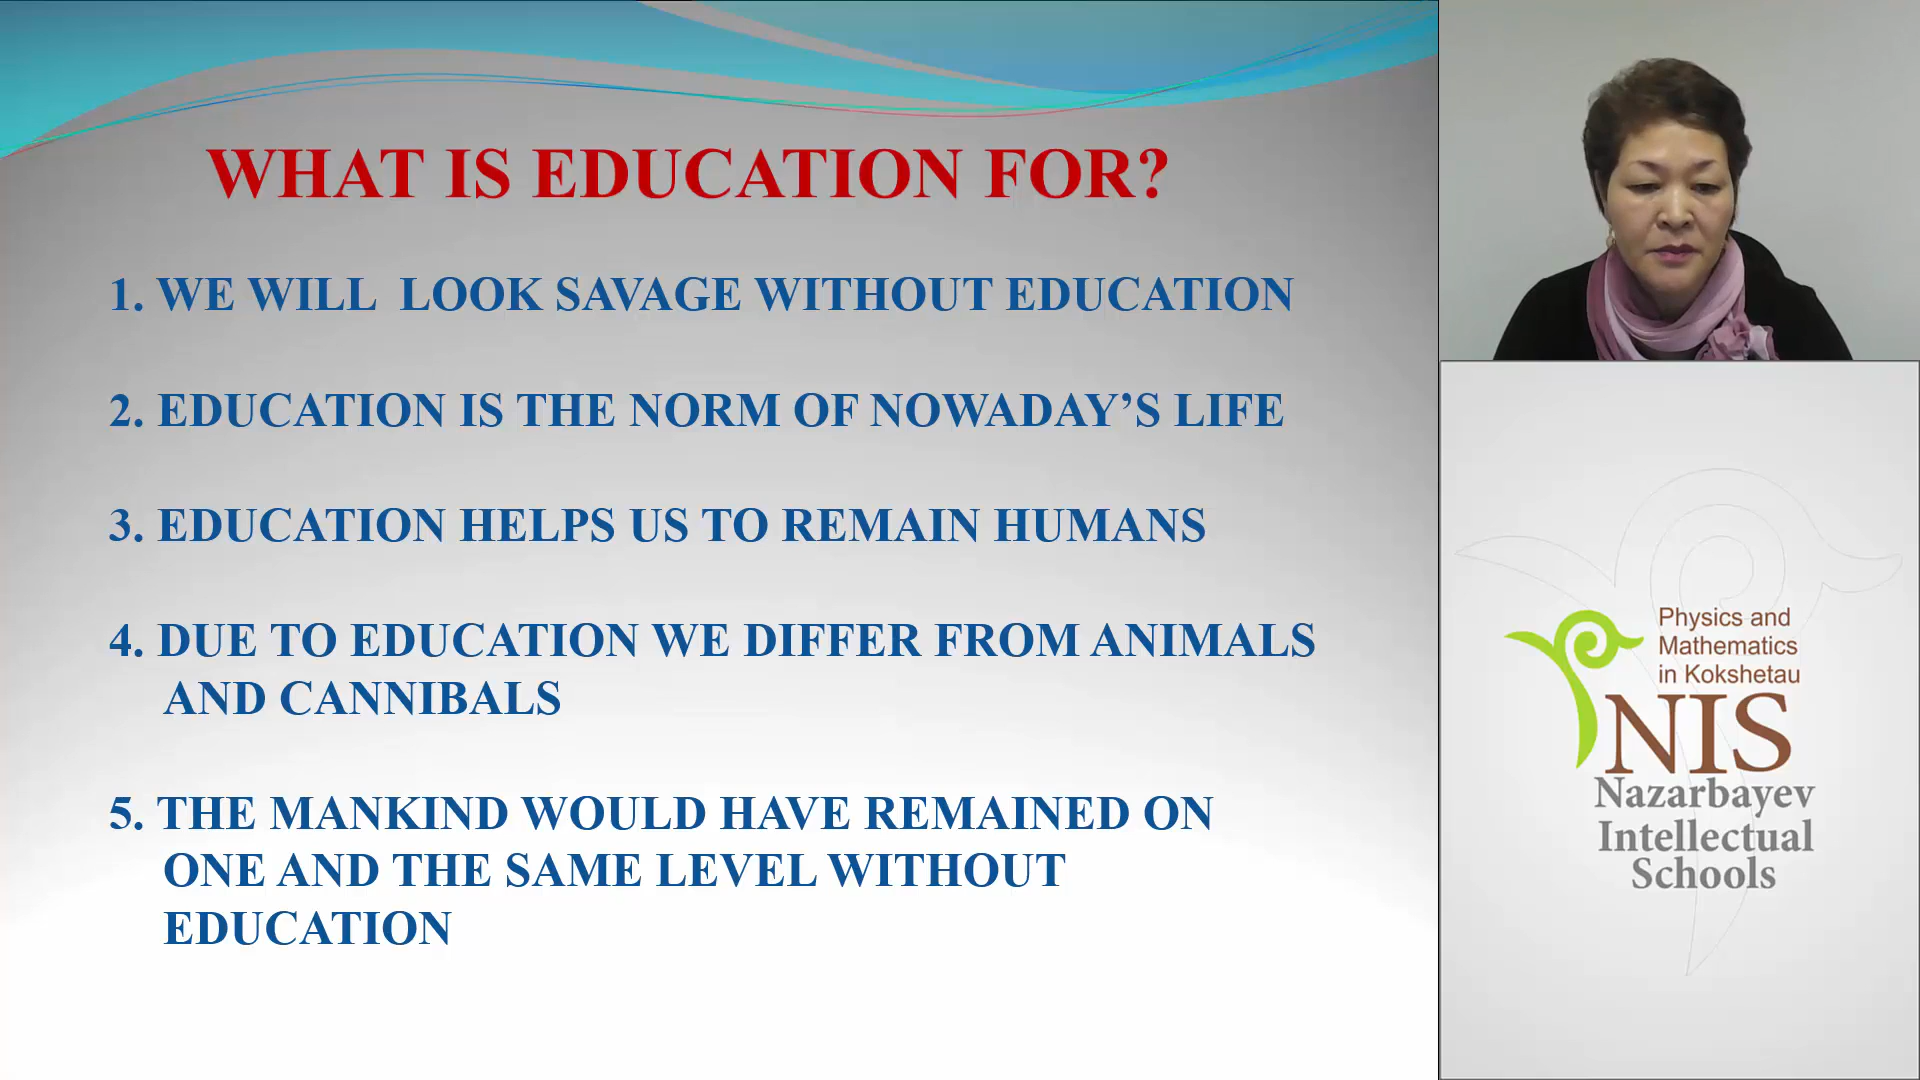 WHAT IS EDUCATION FOR?
1. WE WILL LOOK SAVAGE WITHOUT EDUCATION
2. EDUCATION IS THE NORM OF NOWADAY’S LIFE
3. EDUCATION HELPS US TO REMAIN HUMANS
4. DUE TO EDUCATION WE DIFFER FROM ANIMALS
AND CANNIBALS
5. THE MANKIND WOULD HAVE REMAINED ON
ONE AND THE SAME LEVEL WITHOUT
EDUCATION
Physics and
Mathematics
in Kokshetau
NIS
Nazarbayev
Intellectual
Schools